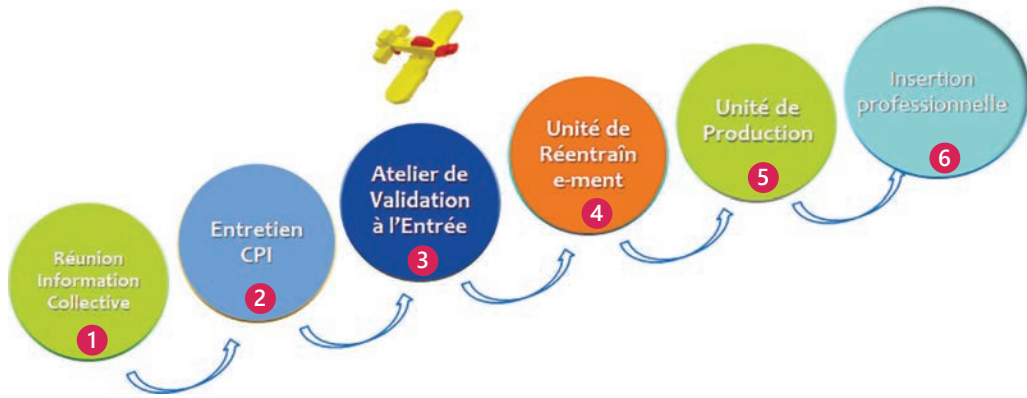 Réunion
Information
Collective
1
Entretien
CPI
2
Atelier de
Validation
à l'Entrée
3
Unité de
Réentraîn
e-ment
4
Unité de
Production
5
Insertion
professionnelle
6